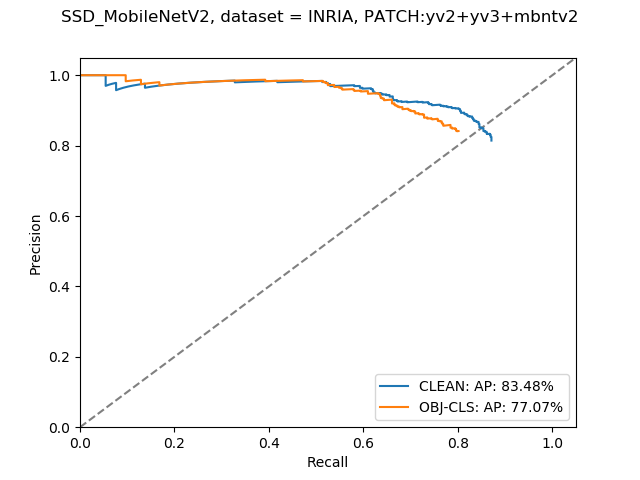 SSD_MobileNetV2, dataset = INRIA, PATCH:yv2+yv3+mbntv2
1.0
0.8
0.6
0.4
0.2
0.0
Precision
0.0 0.2 0.4 0.6 0.8 1.0
Recall
CLEAN: AP: 83.48%
OBJ-CLS: AP: 77.07%